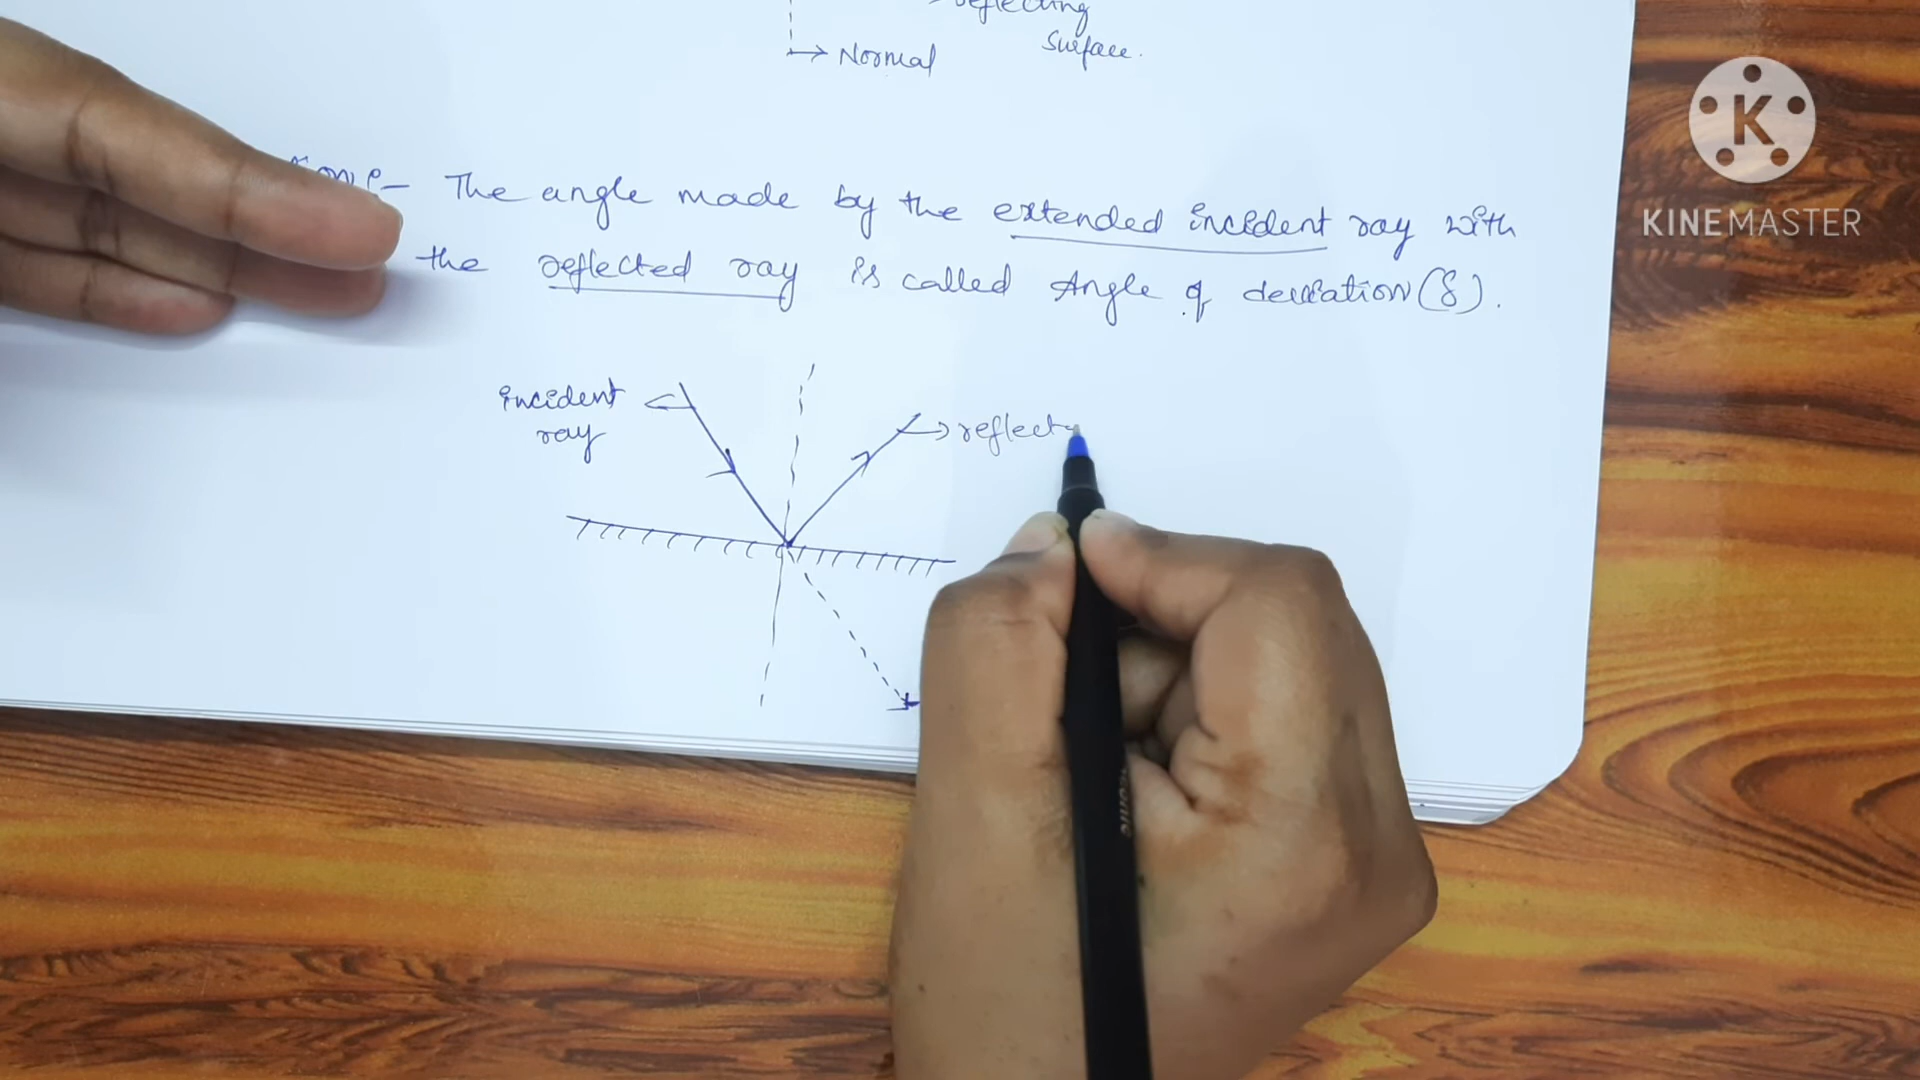 reflecting
Surface.
Normal
The angle made by the extended incident ray with
the reflected ray is called Angle of deviation (δ).
incident
ray
reflect
K
KINEMASTER